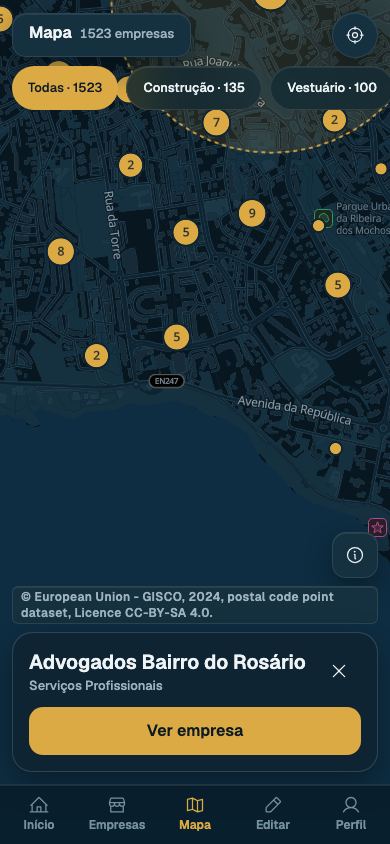 Mapa 1523 empresas
Rua Joaqu
Todas · 1523
Construção · 135
Vestuário · 100
7
2
2
Rua da Torre
Parque Urba
da Ribeira
dos Mochos
9
5
8
5
5
2
EN247
Avenida da República
© European Union - GISCO, 2024, postal code point
dataset, Licence CC-BY-SA 4.0.
Advogados Bairro do Rosário
Serviços Profissionais
Ver empresa
Início
Empresas
Mapa
Editar
Perfil